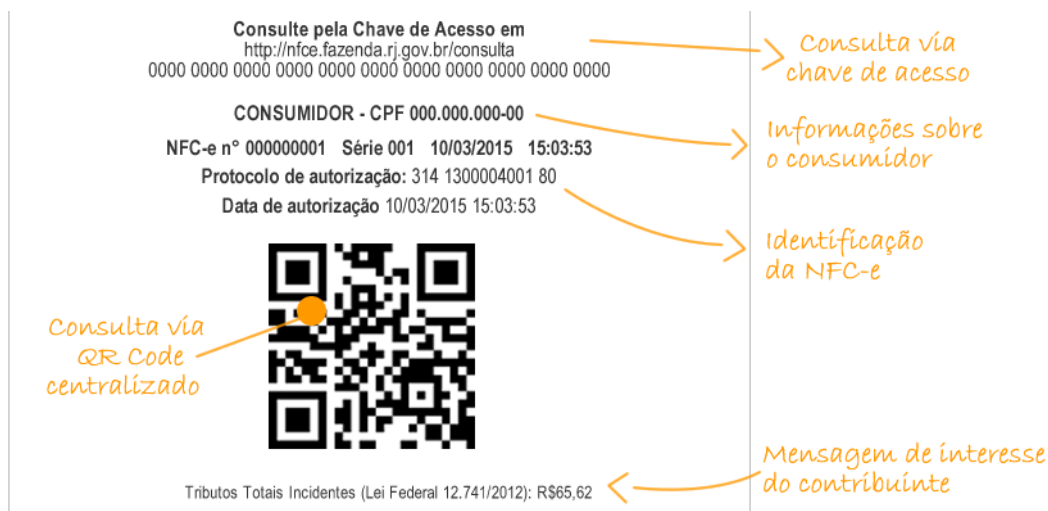 Consulte pela Chave de Acesso em
http://nfce.fazenda.rj.gov.br/consulta
0000 0000 0000 0000 0000 0000 0000 0000 0000 0000 0000
Consulta via
chave de acesso
CONSUMIDOR - CPF 000.000.000-00
Informações sobre
o consumidor
NFC-e n° 000000001 Série 001 10/03/2015 15:03:53
Protocolo de autorização: 314 1300004001 80
Data de autorização 10/03/2015 15:03:53
Identificação
da NFC-e
Consulta via
QR Code
centralizado
Mensagem de interesse
do contribuinte
Tributos Totais Incidentes (Lei Federal 12.741/2012): R$65,62